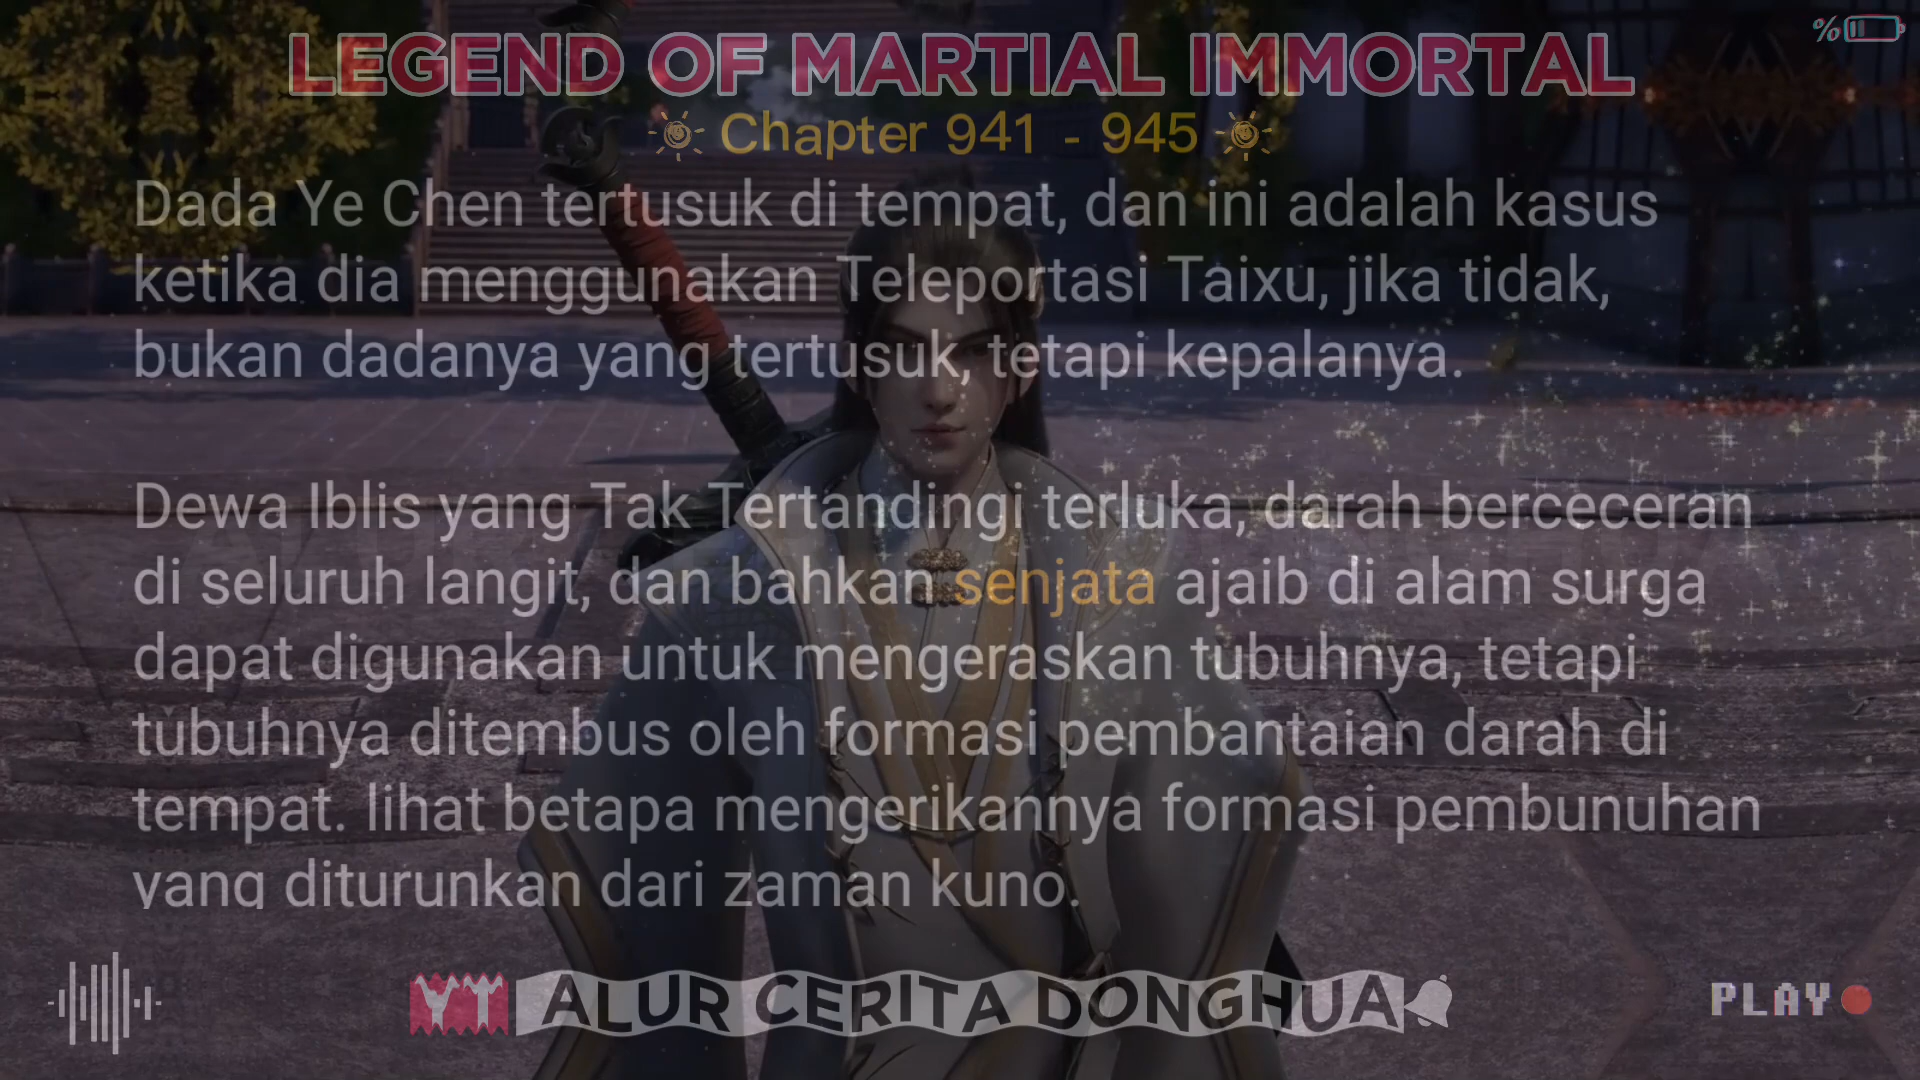 LEGEND OF MARTIAL IMMORTAL
%
Chapter 941 - 945
Dada Ye Chen tertusuk di tempat, dan ini adalah kasus
ketika dia menggunakan Teleportasi Taixu, jika tidak,
bukan dadanya yang tertusuk, tetapi kepalanya.
Dewa Iblis yang Tak Tertandingi terluka, darah berceceran
di seluruh langit, dan bahkan senjata ajaib di alam surga
dapat digunakan untuk mengeraskan tubuhnya, tetapi
tubuhnya ditembus oleh formasi pembantaian darah di
tempat. lihat betapa mengerikannya formasi pembunuhan
yang diturunkan dari zaman kuno.
YT ALUR CERITA DONGHUA
PLAY